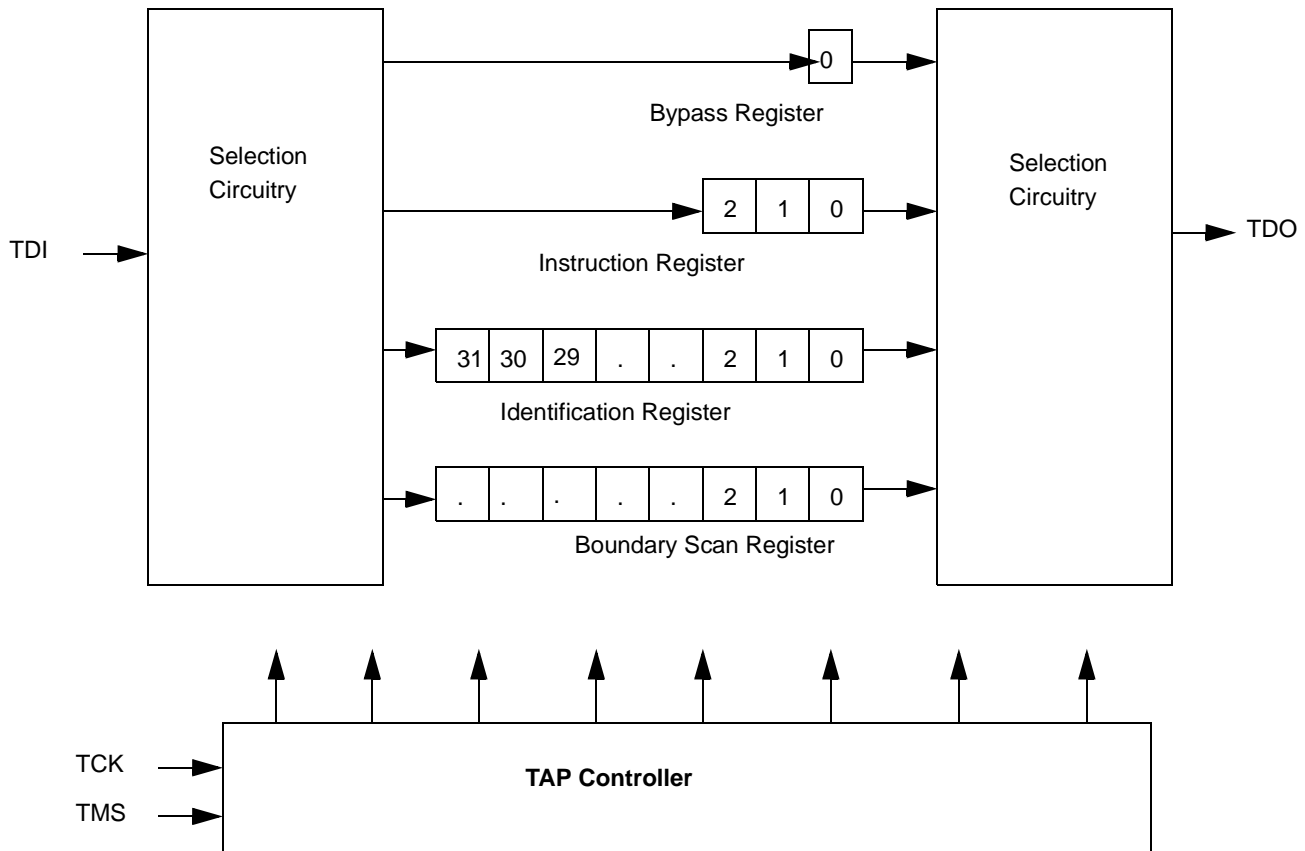 0
Bypass Register
Selection
Circuitry
Selection
Circuitry
2 1 0
TDI
TDO
Instruction Register
31 30 29 . . 2 1 0
Identification Register
. . . . . 2 1 0
Boundary Scan Register
TCK
TAP Controller
TMS